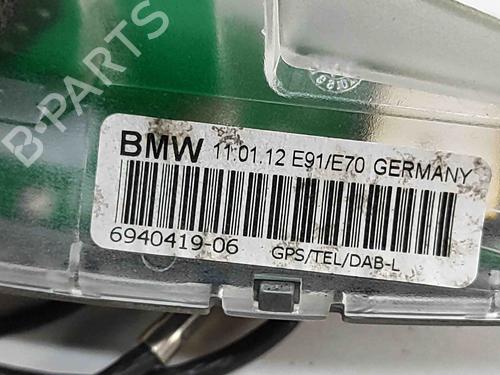 B-PARTS
BMW 11.01.12 E91/E70 GERMANY
6940419-06 GPS/TEL/DAB-L